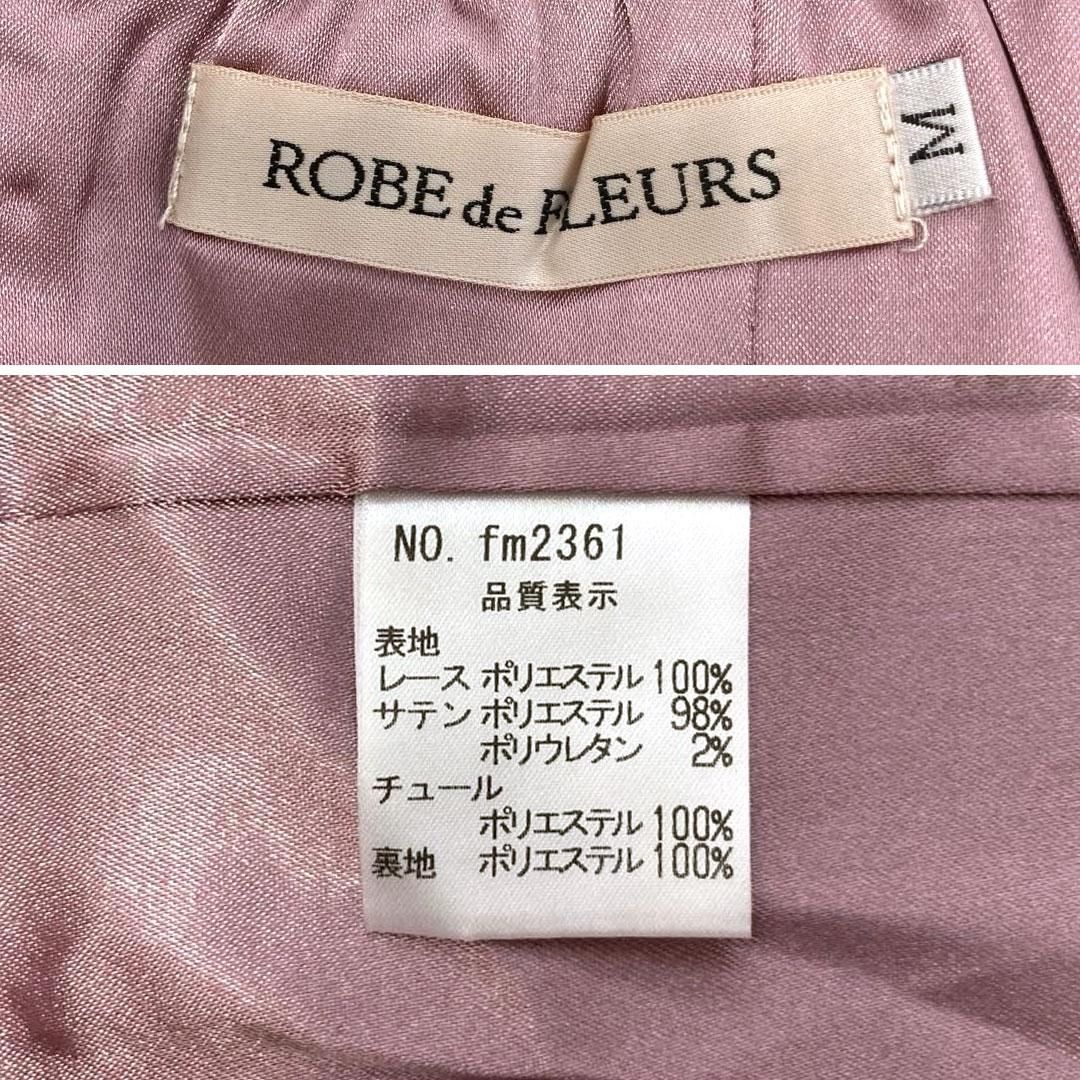 ROBE de FLEURS
M
NO. fm2361
品質表示
表地
レース ポリエステル 100%
サテン ポリエステル 98%
ポリウレタン 2%
チュール
ポリエステル 100%
裏地 ポリエステル 100%